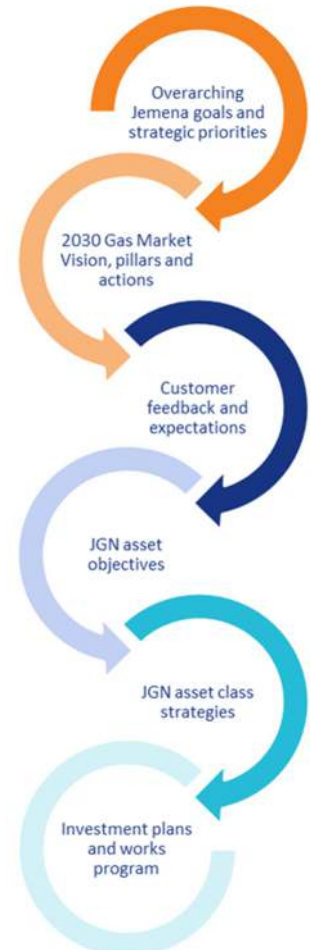 Overarching
Jemena goals and
strategic priorities
2030 Gas Market
Vision, pillars and
actions
Customer
feedback and
expectations
JGN asset
objectives
JGN asset class
strategies
Investment plans
and works
program